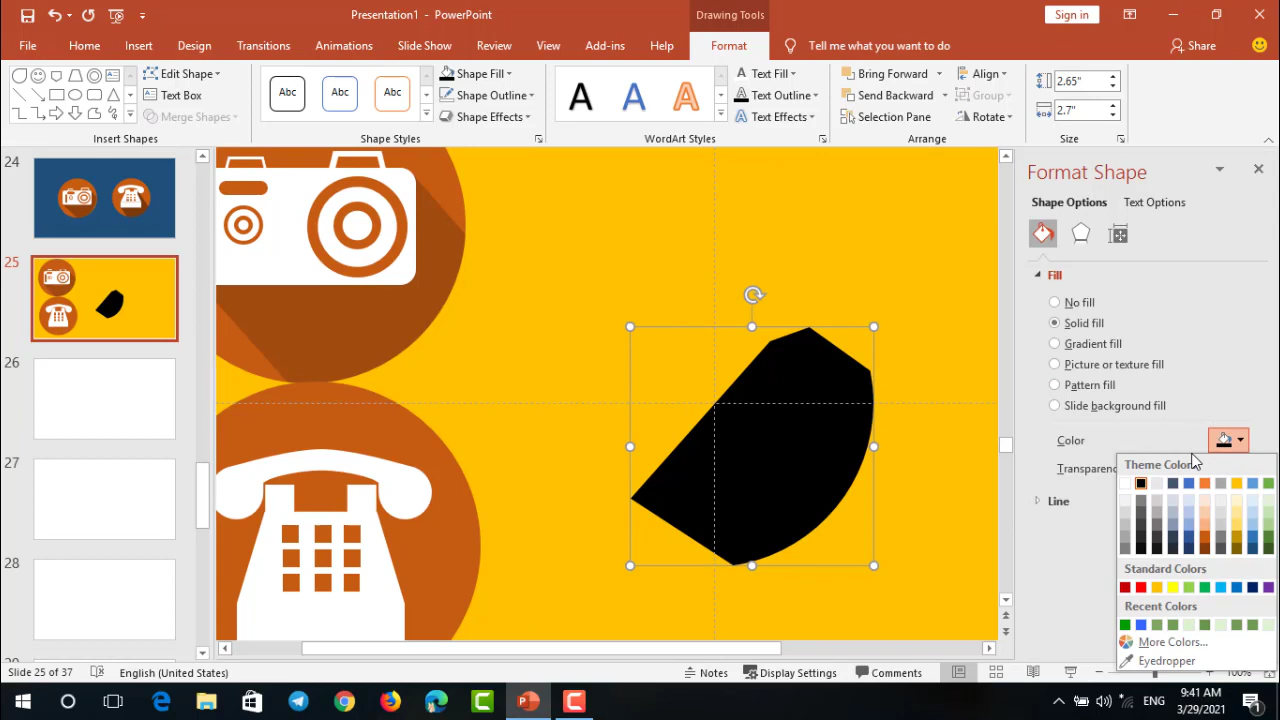 Presentation1 - PowerPoint
Drawing Tools
Sign in
File
Home
Insert
Design
Transitions
Animations
Slide Show
Review
View
Add-ins
Help
Format
Tell me what you want to do
Share
Edit Shape
Text Box
Merge Shapes
Insert Shapes
Abc
Abc
Abc
Shape Fill
Shape Outline
Shape Effects
Shape Styles
A
A
A
Text Fill
Text Outline
Text Effects
WordArt Styles
Bring Forward
Send Backward
Selection Pane
Align
Group
Rotate
Arrange
2.65"
2.7"
Size
24
25
26
27
28
Format Shape
Shape Options
Text Options
Fill
No fill
Solid fill
Gradient fill
Picture or texture fill
Pattern fill
Slide background fill
Color
Transparen
Line
Theme Colo
Standard Colors
Recent Colors
More Colors...
Eyedropper
Slide 25 of 37
English (United States)
Notes
Display Settings
Comments
100%
ENG
9:41 AM
3/29/2021